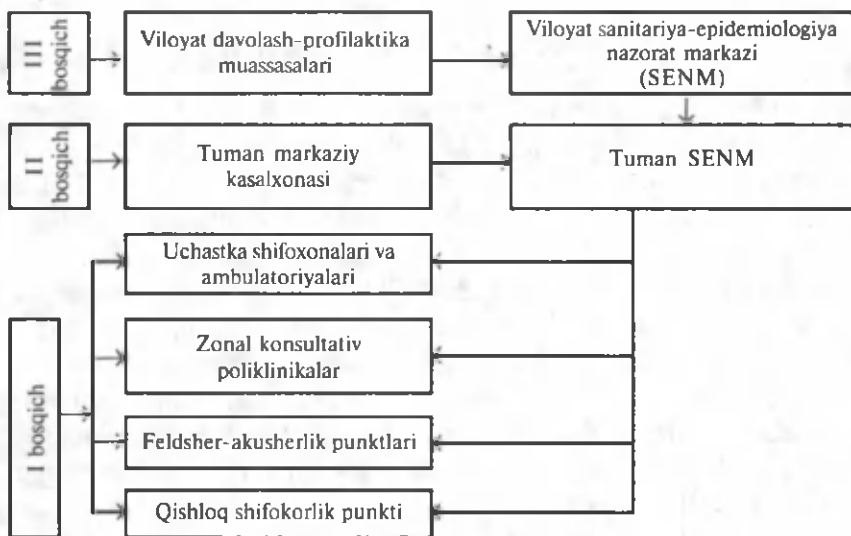 III
bosqich
Viloyat davolash-profilaktika
muassasalari
Viloyat sanitariya-epidemiologiya
nazorat markazi
(SENM)
II
bosqich
Tuman markaziy
kasalxonasi
Tuman SENM
I bosqich
Uchastka shifoxonalari va
ambulatoriyalari
Zonal konsultativ
poliklinikalar
Feldsher-akusherlik punktlari
Qishloq shifokorlik punkti